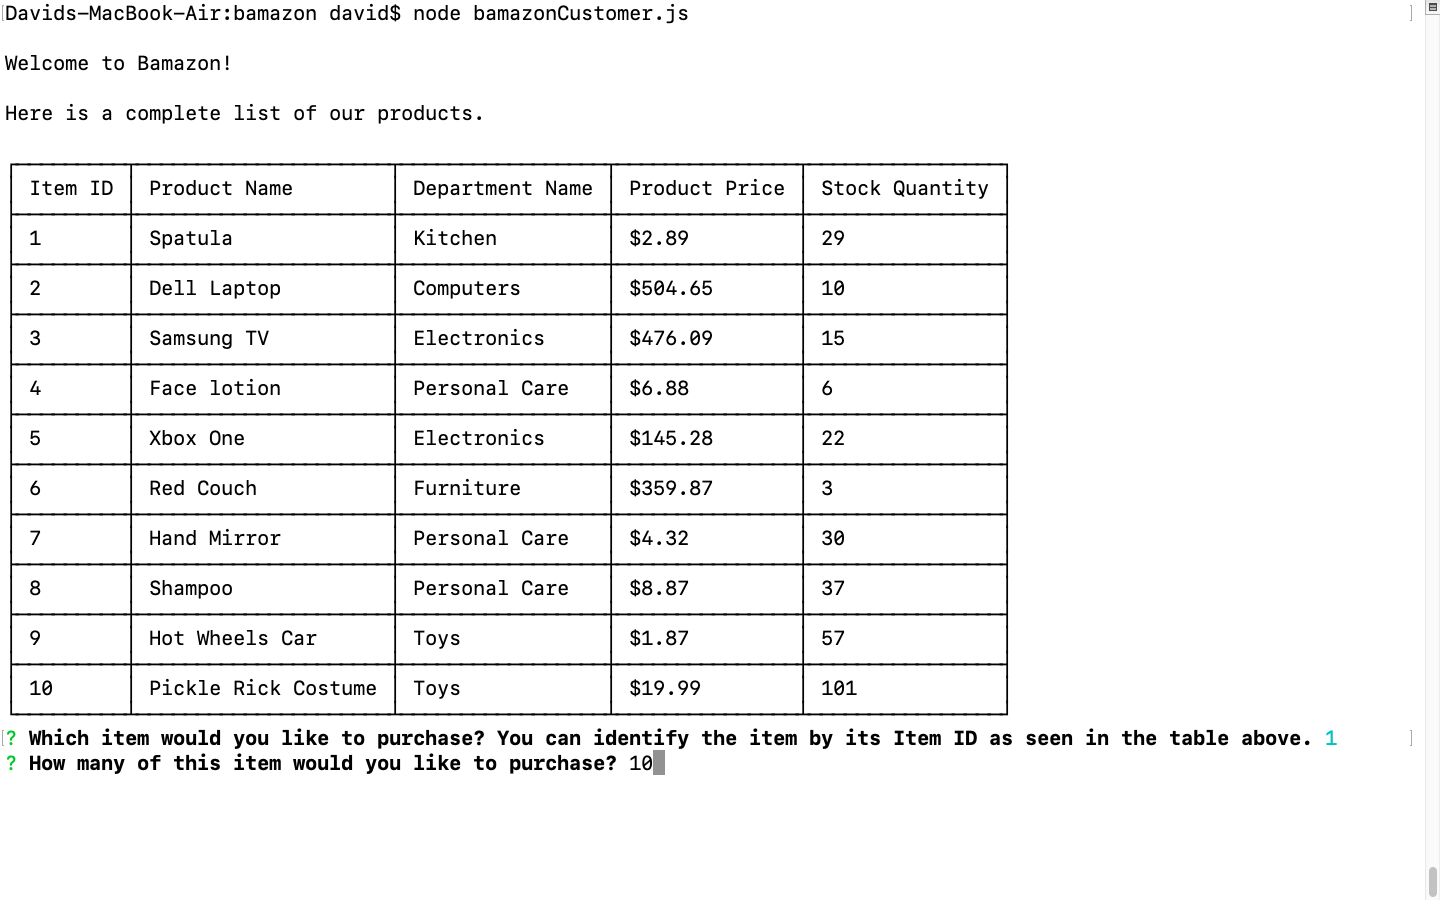 Davids-MacBook-Air:bamazon david$ node bamazonCustomer.js
Welcome to Bamazon!
Here is a complete list of our products.
Item ID Product Name Department Name Product Price Stock Quantity
1 Spatula Kitchen $2.89 29
2 Dell Laptop Computers $504.65 10
3 Samsung TV Electronics $476.09 15
4 Face lotion Personal Care $6.88 6
5 Xbox One Electronics $145.28 22
6 Red Couch Furniture $359.87 3
7 Hand Mirror Personal Care $4.32 30
8 Shampoo Personal Care $8.87 37
9 Hot Wheels Car Toys $1.87 57
10 Pickle Rick Costume Toys $19.99 101
? Which item would you like to purchase? You can identify the item by its Item ID as seen in the table above. 1
? How many of this item would you like to purchase? 10